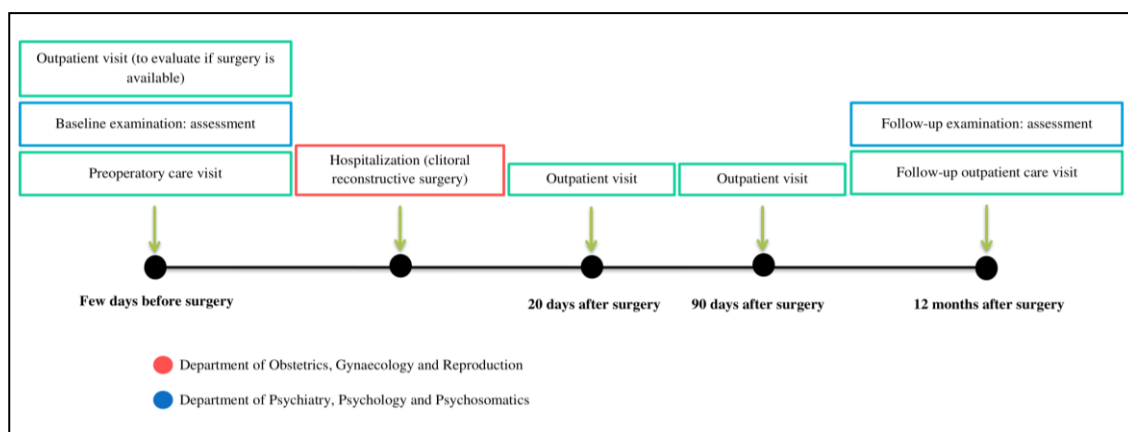 Outpatient visit (to evaluate if surgery is
available)
Baseline examination: assessment
Preoperatory care visit
Hospitalization (clitoral
reconstructive surgery)
Outpatient visit
Outpatient visit
Follow-up examination: assessment
Follow-up outpatient care visit
Few days before surgery
20 days after surgery
90 days after surgery
12 months after surgery
Department of Obstetrics, Gynaecology and Reproduction
Department of Psychiatry, Psychology and Psychosomatics